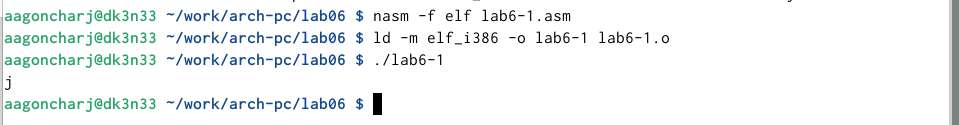 aagoncharj@dk3n33 ~/work/arch-pc/lab06 $ nasm -f elf lab6-1.asm
aagoncharj@dk3n33 ~/work/arch-pc/lab06 $ ld -m elf_i386 -o lab6-1 lab6-1.o
aagoncharj@dk3n33 ~/work/arch-pc/lab06 $ ./lab6-1
j
aagoncharj@dk3n33 ~/work/arch-pc/lab06 $